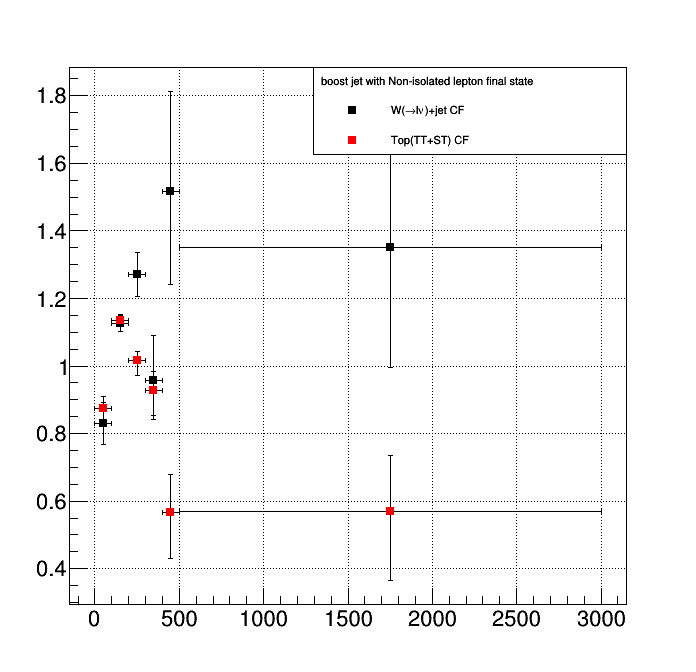 boost jet with Non-isolated lepton final state
W(→lν)+jet CF
Top(TT+ST) CF
1.8
1.6
1.4
1.2
1
0.8
0.6
0.4
0 500 1000 1500 2000 2500 3000